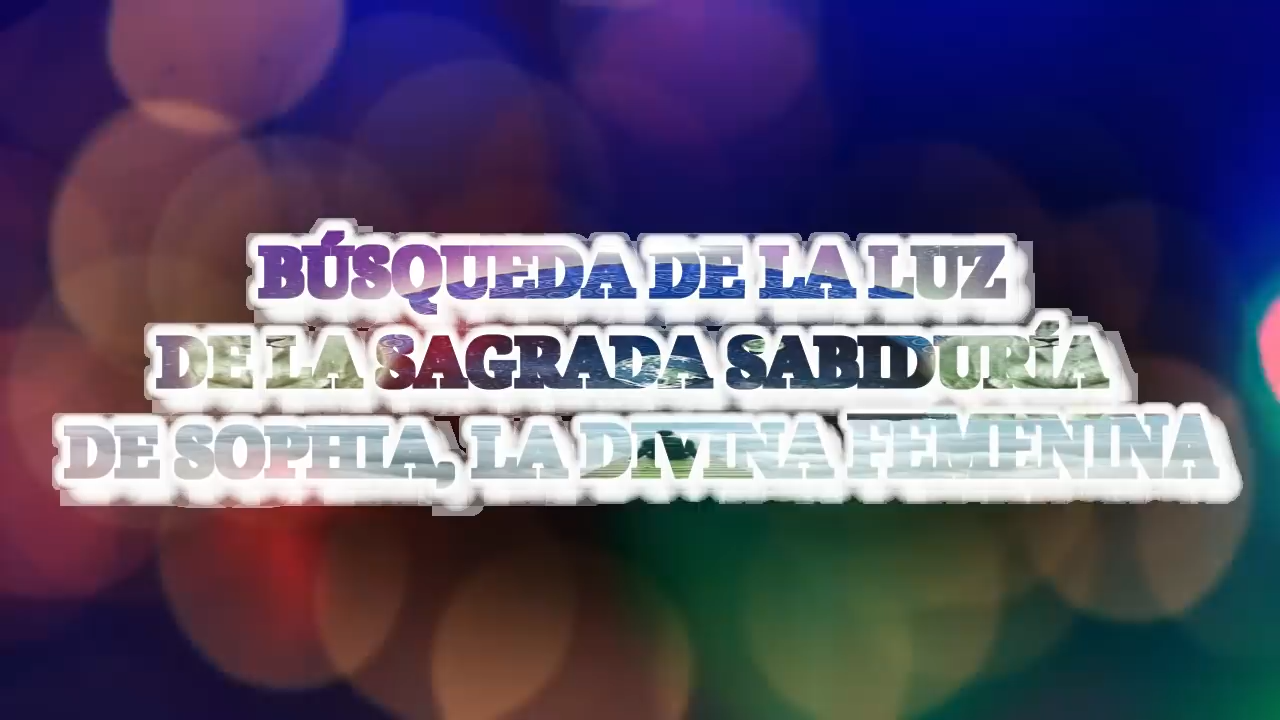 BÚSQUEDA DE LA LUZ
DE LA SAGRADA SABIDURÍA
DE SOPHIA, LA DIVINA FEMENINA